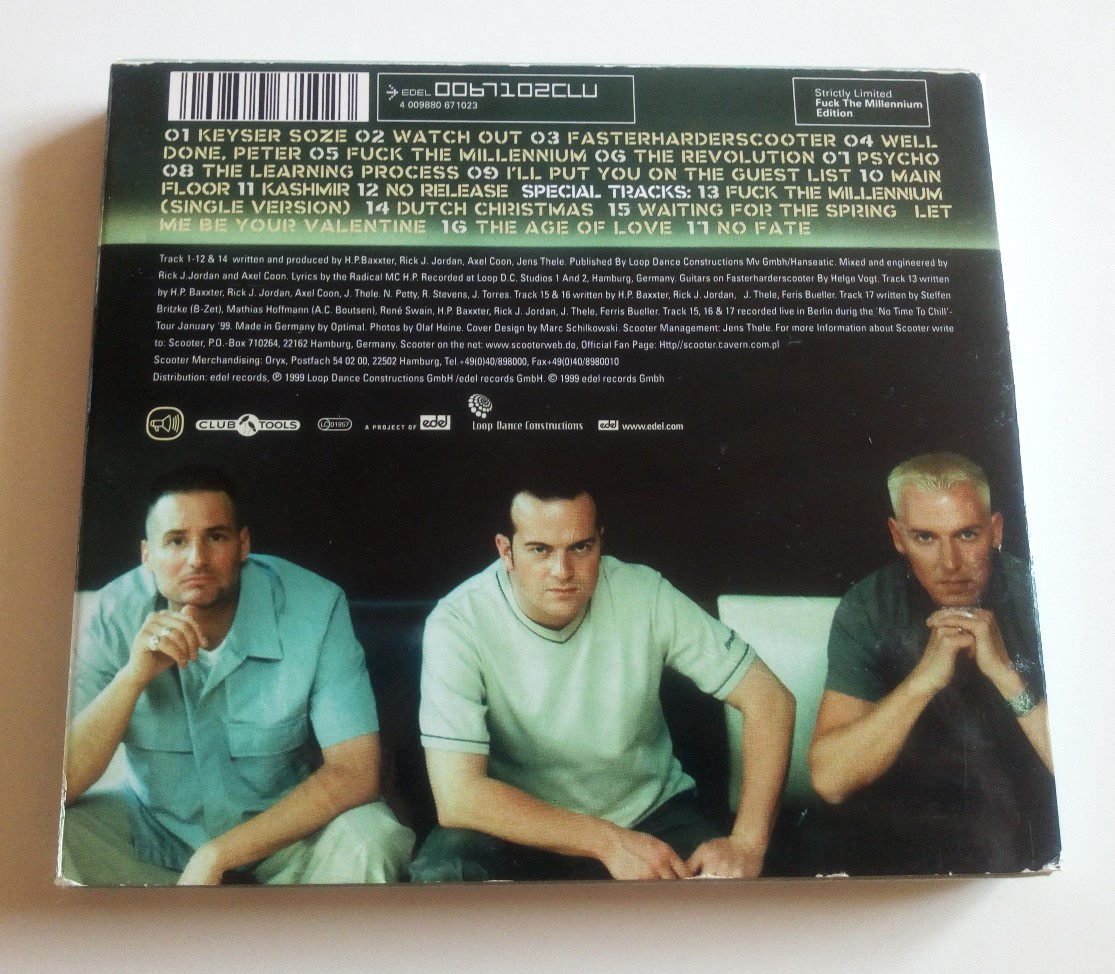 EDEL 0067102CLU
4 009880 671023
Strictly Limited
Fuck The Millennium
Edition
01 KEYSER SOZE 02 WATCH OUT 03 FASTERHARDERSCOOTER 04 WELL
DONE, PETER 05 FUCK THE MILLENNIUM 06 THE REVOLUTION 07 PSYCHO
08 THE LEARNING PROCESS 09 I'LL PUT YOU ON THE GUEST LIST 10 MAIN
FLOOR 11 KASHMIR 12 NO RELEASE SPECIAL TRACKS: 13 FUCK THE MILLENNIUM
(SINGLE VERSION) 14 DUTCH CHRISTMAS 15 WAITING FOR THE SPRING LET
ME BE YOUR VALENTINE 16 THE AGE OF LOVE 17 NO FATE
Track 1-12 & 14 written and produced by H.P.Baxxter, Rick J. Jordan, Axel Coon, Jens Thele. Published By Loop Dance Constructions Mv Gmbh/Hanseatic. Mixed and engineered by
Rick J.Jordan and Axel Coon. Lyrics by the Radical MC H.P. Recorded at Loop D.C. Studios 1 And 2, Hamburg, Germany. Guitars on Fasterharderscooter By Helge Vogt. Track 13 written
by H.P. Baxxter, Rick J. Jordan, Axel Coon, J. Thele. N. Petty, R. Stevens, J. Torres. Track 15 & 16 written by H.P. Baxxter, Rick J. Jordan, J. Thele, Feris Bueller. Track 17 written by Steffen
Britzke (B-Zet), Mathias Hoffmann (A.C. Boutsen), René Swain, H.P. Baxxter, Rick J. Jordan, J. Thele, Ferris Bueller. Track 15, 16 & 17 recorded live in Berlin durig the 'No Time To Chill'-
Tour January '99. Made in Germany by Optimal. Photos by Olaf Heine. Cover Design by Marc Schilkowski. Scooter Management: Jens Thele. For more Information about Scooter write
to: Scooter, P.O.-Box 710264, 22162 Hamburg, Germany. Scooter on the net: www.scooterweb.de, Official Fan Page: Http//scooter.cavern.com.pl
Scooter Merchandising: Oryx, Postfach 54 02 00, 22502 Hamburg, Tel.+49(0)40/898000, Fax+49(0)40/8980010
Distribution: edel records, ℗ 1999 Loop Dance Constructions GmbH /edel records GmbH. © 1999 edel records Gmbh
CLUB TOOLS LC 01957 A PROJECT OF edel Loop Dance Constructions edel www.edel.com